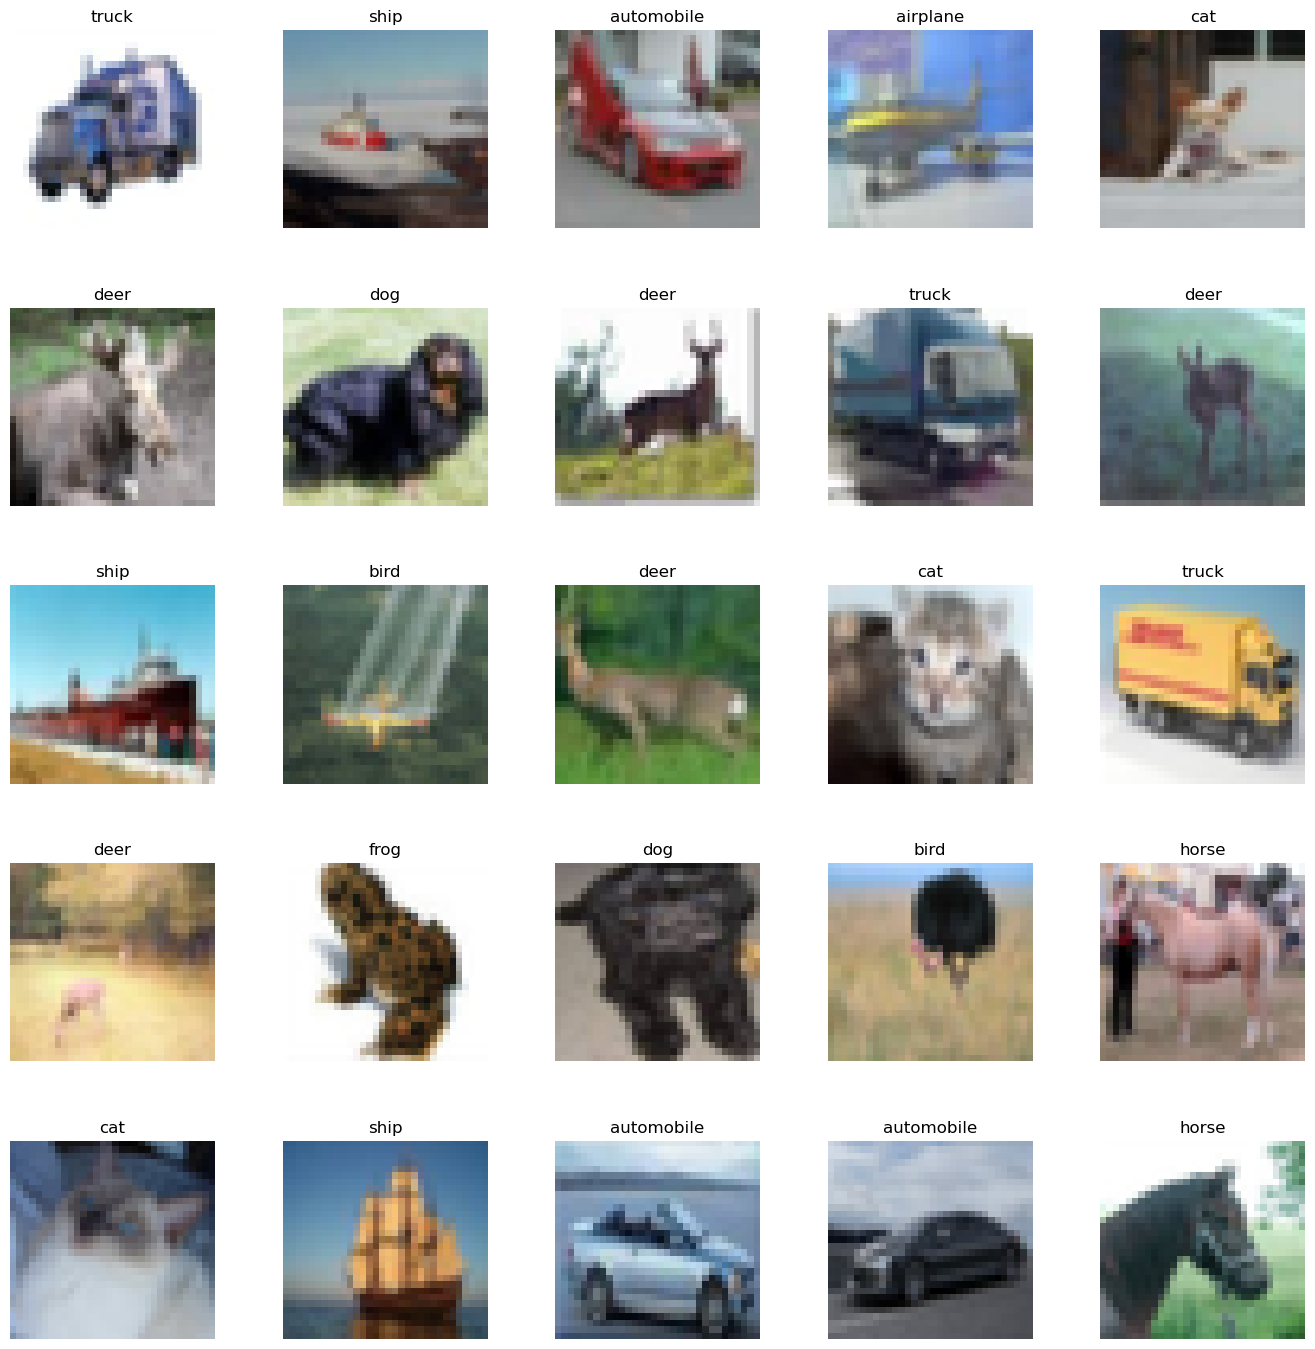 truck
ship
automobile
airplane
cat
deer
dog
deer
truck
deer
ship
bird
deer
cat
truck
deer
frog
dog
bird
horse
cat
ship
automobile
automobile
horse